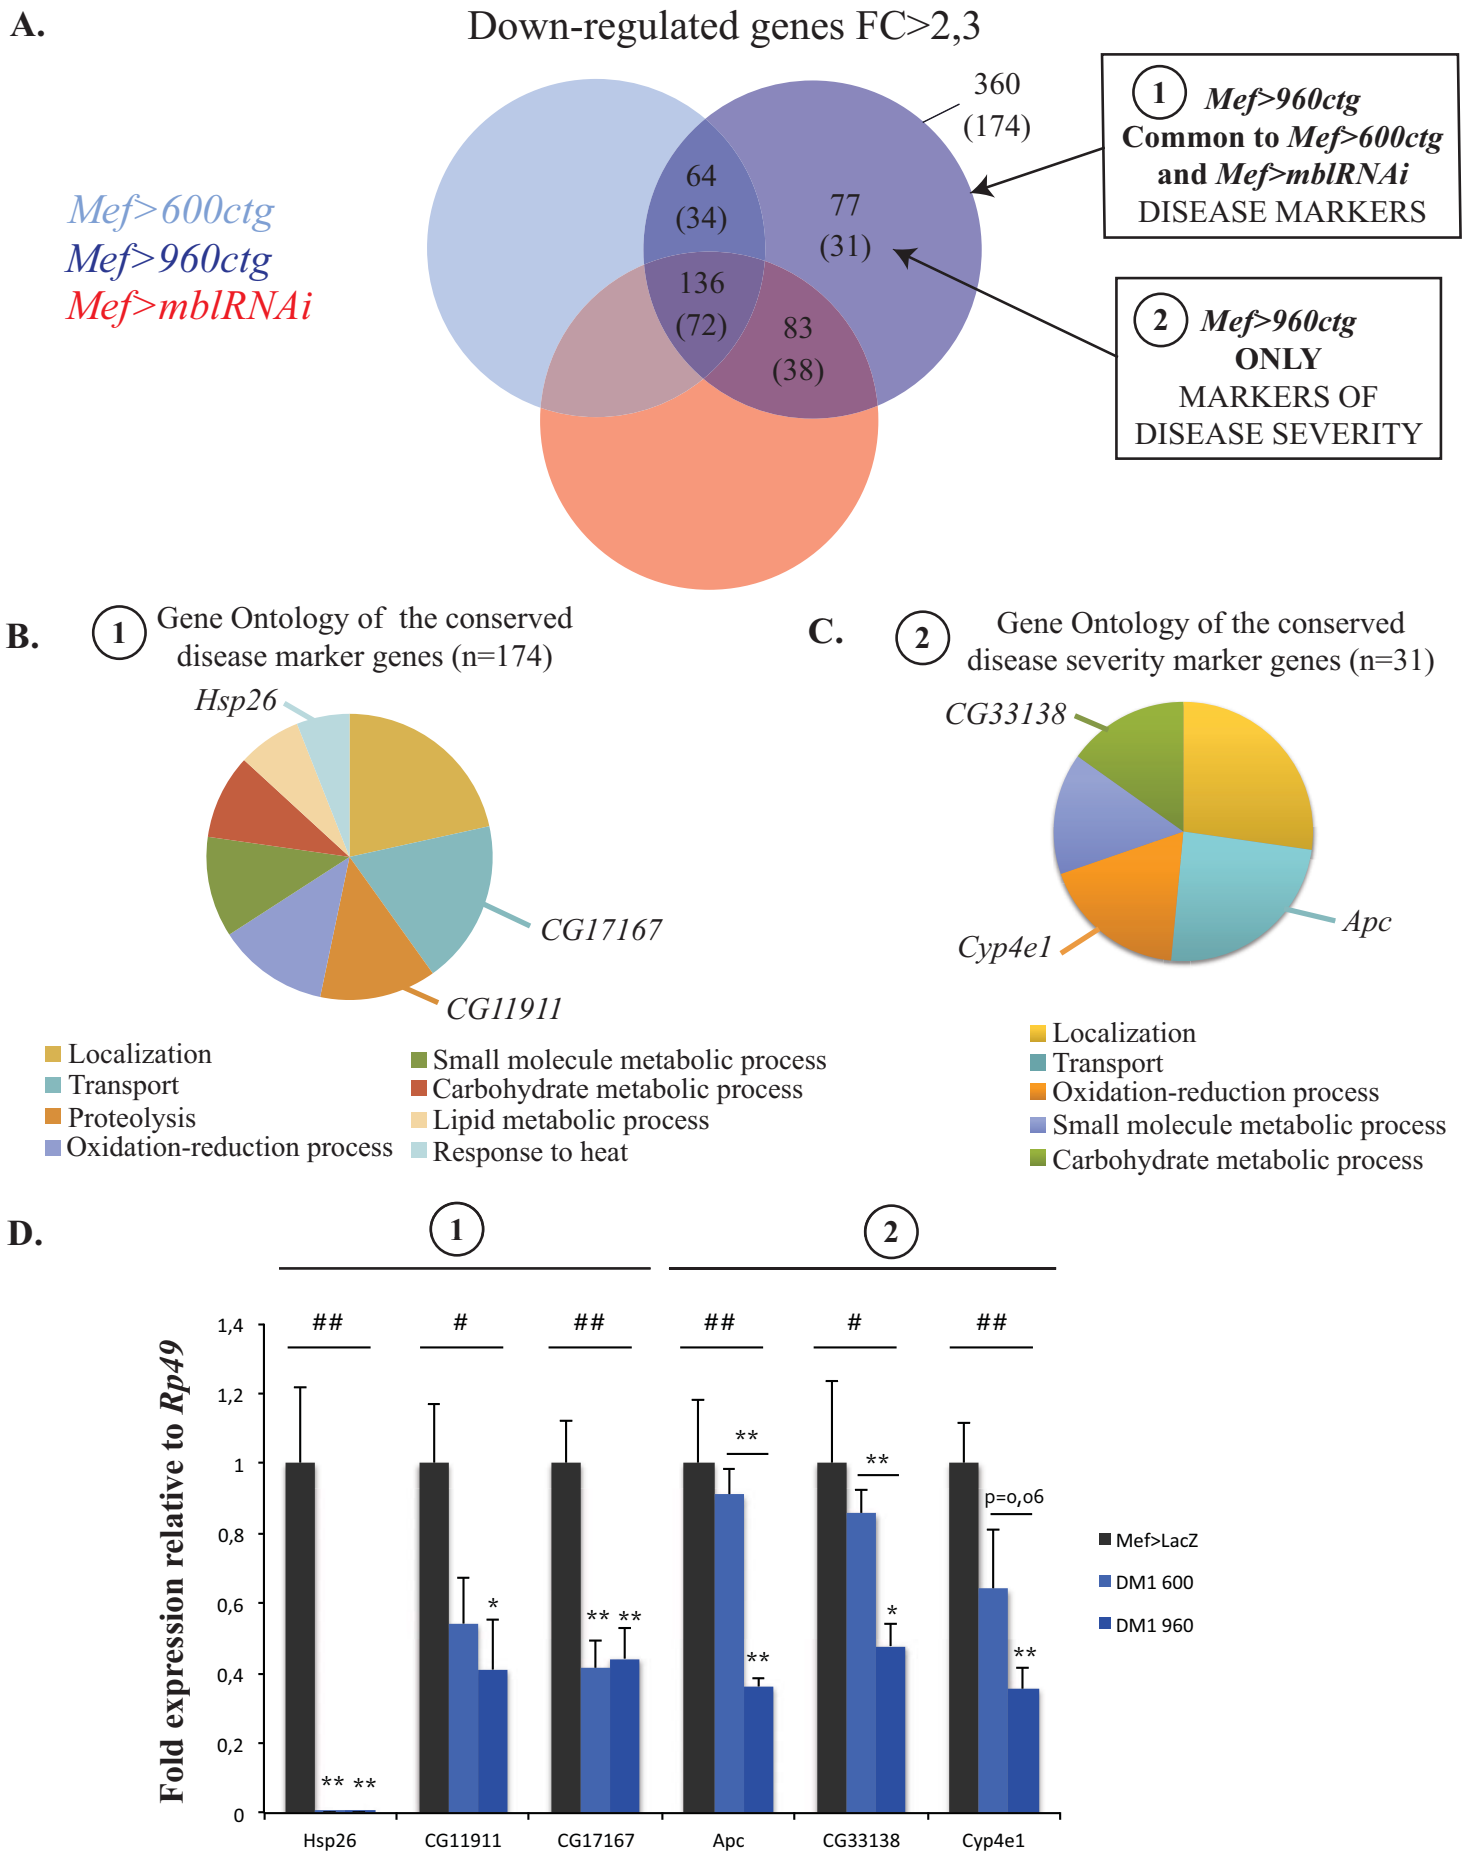 A.
Down-regulated genes FC>2,3
Mef>600ctg
Mef>960ctg
Mef>mblRNAi
360
(174)
64
(34)
77
(31)
136
(72)
83
(38)
1 Mef>960ctg
Common to Mef>600ctg
and Mef>mblRNAi
DISEASE MARKERS
2 Mef>960ctg
ONLY
MARKERS OF
DISEASE SEVERITY
B.
1 Gene Ontology of the conserved
disease marker genes (n=174)
Hsp26
CG17167
CG11911
Localization
Transport
Proteolysis
Oxidation-reduction process
Small molecule metabolic process
Carbohydrate metabolic process
Lipid metabolic process
Response to heat
C.
2 Gene Ontology of the conserved
disease severity marker genes (n=31)
CG33138
Apc
Cyp4e1
Localization
Transport
Oxidation-reduction process
Small molecule metabolic process
Carbohydrate metabolic process
D.
1 2
## # ## ## # ##
Fold expression relative to Rp49
1,4
1,2
1
0,8
0,6
0,4
0,2
0
** **
*
** **
**
**
**
*
p=o,o6
**
Hsp26 CG11911 CG17167 Apc CG33138 Cyp4e1
Mef>LacZ
DM1 600
DM1 960